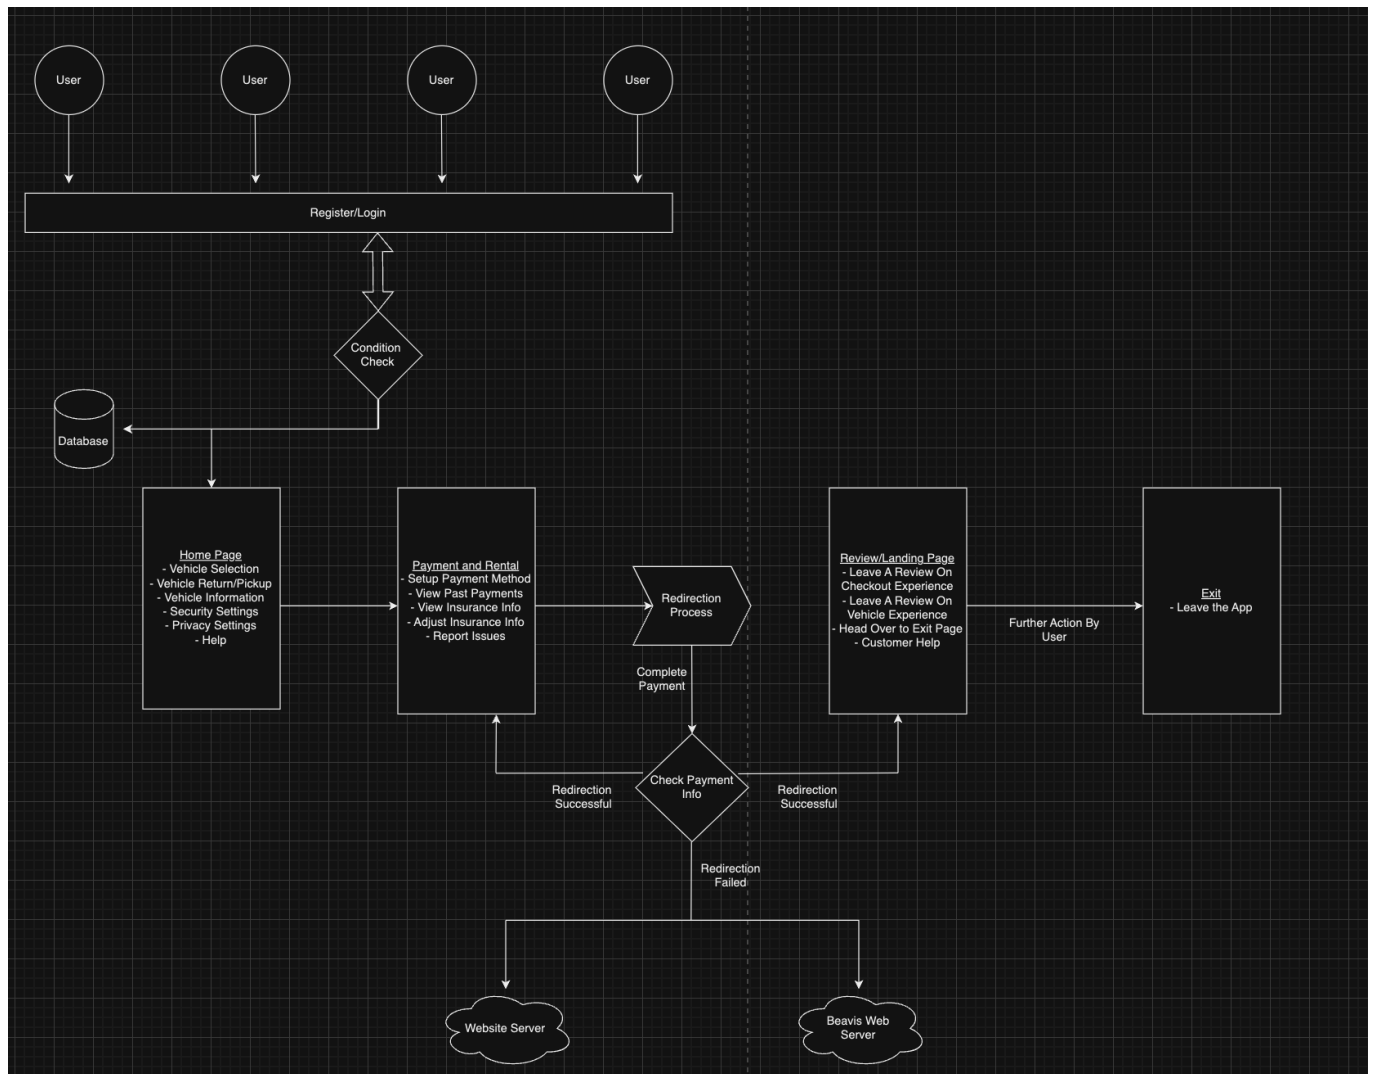 User
User
User
User
Register/Login
Condition
Check
Database
Home Page
- Vehicle Selection
- Vehicle Return/Pickup
- Vehicle Information
- Security Settings
- Privacy Settings
- Help
Payment and Rental
- Setup Payment Method
- View Past Payments
- View Insurance Info
- Adjust Insurance Info
- Report Issues
Redirection
Process
Review/Landing Page
- Leave A Review On
Checkout Experience
- Leave A Review On
Vehicle Experience
- Head Over to Exit Page
- Customer Help
Further Action By
User
Exit
- Leave the App
Complete
Payment
Check Payment
Info
Redirection
Successful
Redirection
Successful
Redirection
Failed
Website Server
Beavis Web
Server